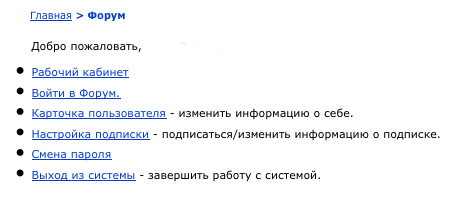 Главная > Форум
Добро пожаловать,
Рабочий кабинет
Войти в Форум.
Карточка пользователя - изменить информацию о себе.
Настройка подписки - подписаться/изменить информацию о подписке.
Смена пароля
Выход из системы - завершить работу с системой.